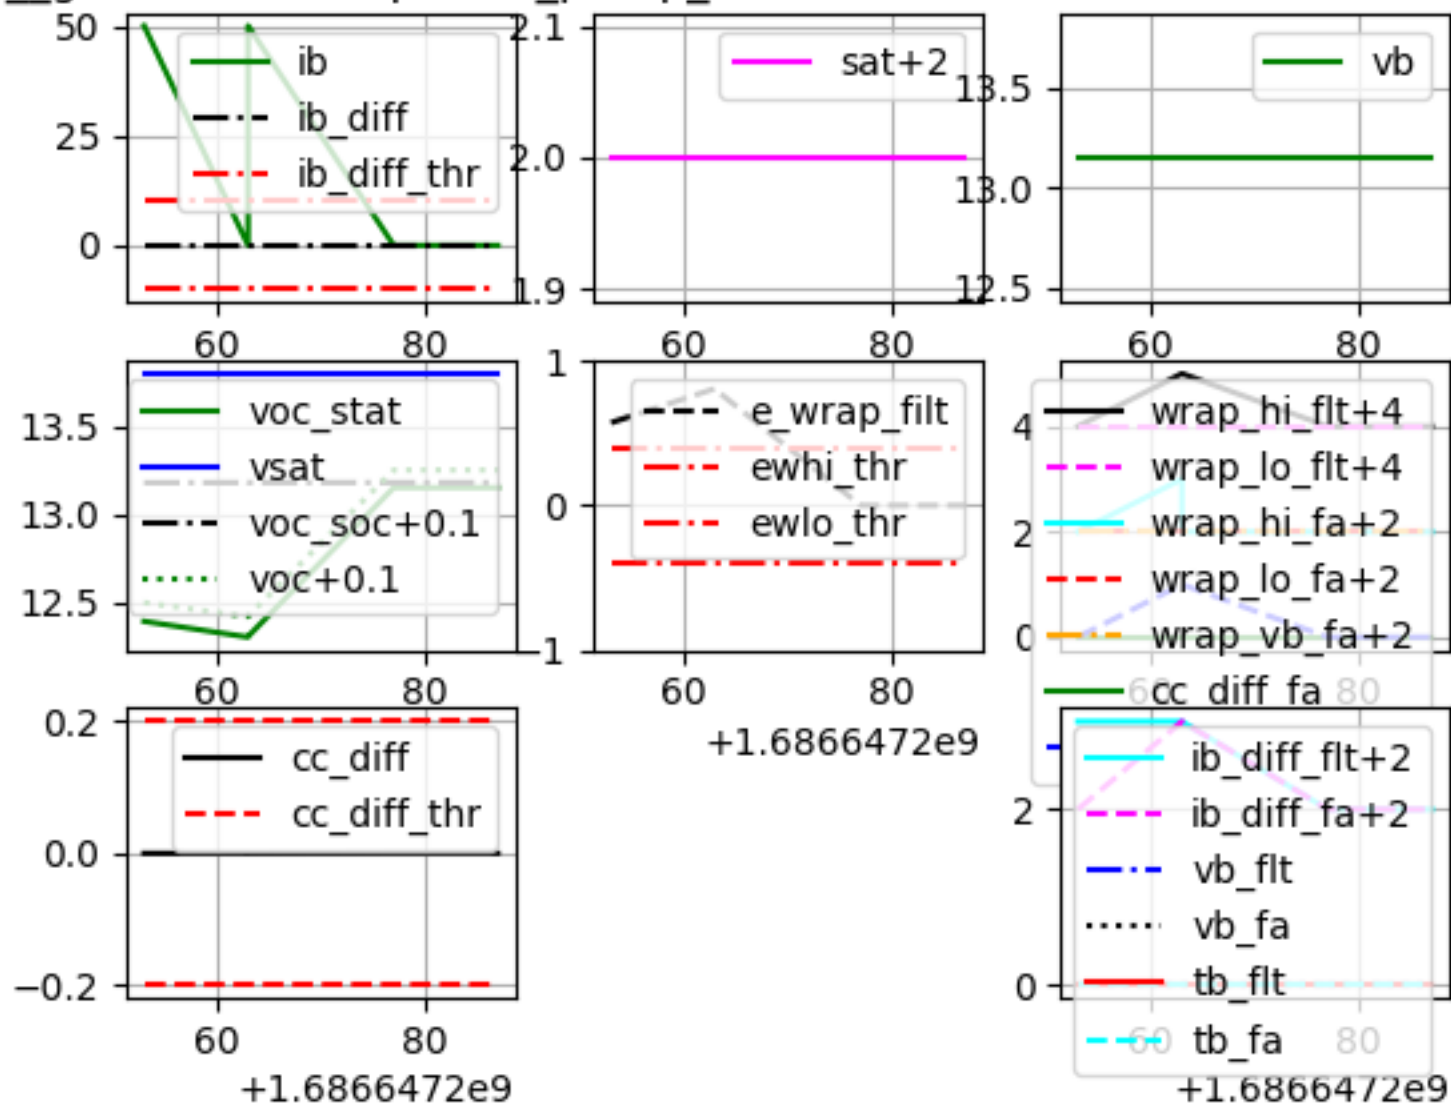 50
25
0
ib
ib_diff
ib_diff_thr
60
80
2.1
2.0
1.9
sat+2
60
80
13.5
13.0
12.5
vb
60
80
13.5
13.0
12.5
voc_stat
vsat
voc_soc+0.1
voc+0.1
60
80
1
0
−1
e_wrap_filt
ewhi_thr
ewlo_thr
60
80
+1.6866472e9
4
2
0
wrap_hi_flt+4
wrap_lo_flt+4
wrap_hi_fa+2
wrap_lo_fa+2
wrap_vb_fa+2
cc_diff_fa
60
80
0.2
0.0
−0.2
cc_diff
cc_diff_thr
60
80
+1.6866472e9
2
0
ib_diff_flt+2
ib_diff_fa+2
vb_flt
vb_fa
tb_flt
tb_fa
60
80
+1.6866472e9